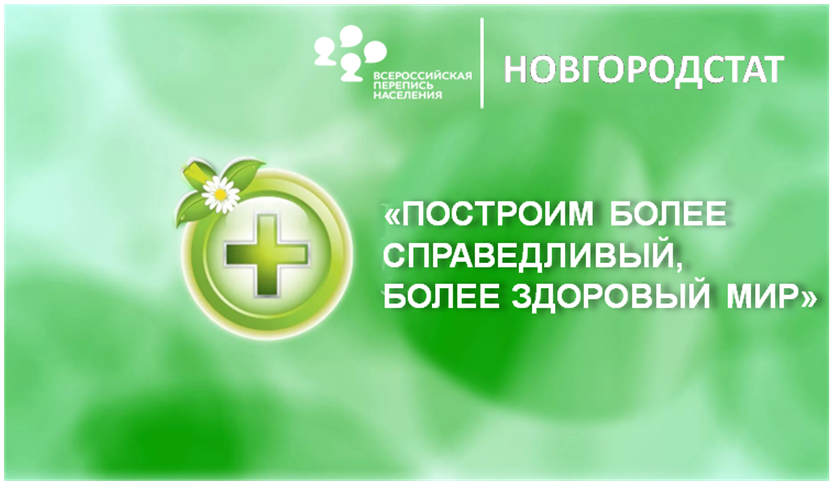 ВСЕРОССИЙСКАЯ
ПЕРЕПИСЬ
НАСЕЛЕНИЯ
НОВГОРОДСТАТ
«ПОСТРОИМ БОЛЕЕ
СПРАВЕДЛИВЫЙ,
БОЛЕЕ ЗДОРОВЫЙ МИР»